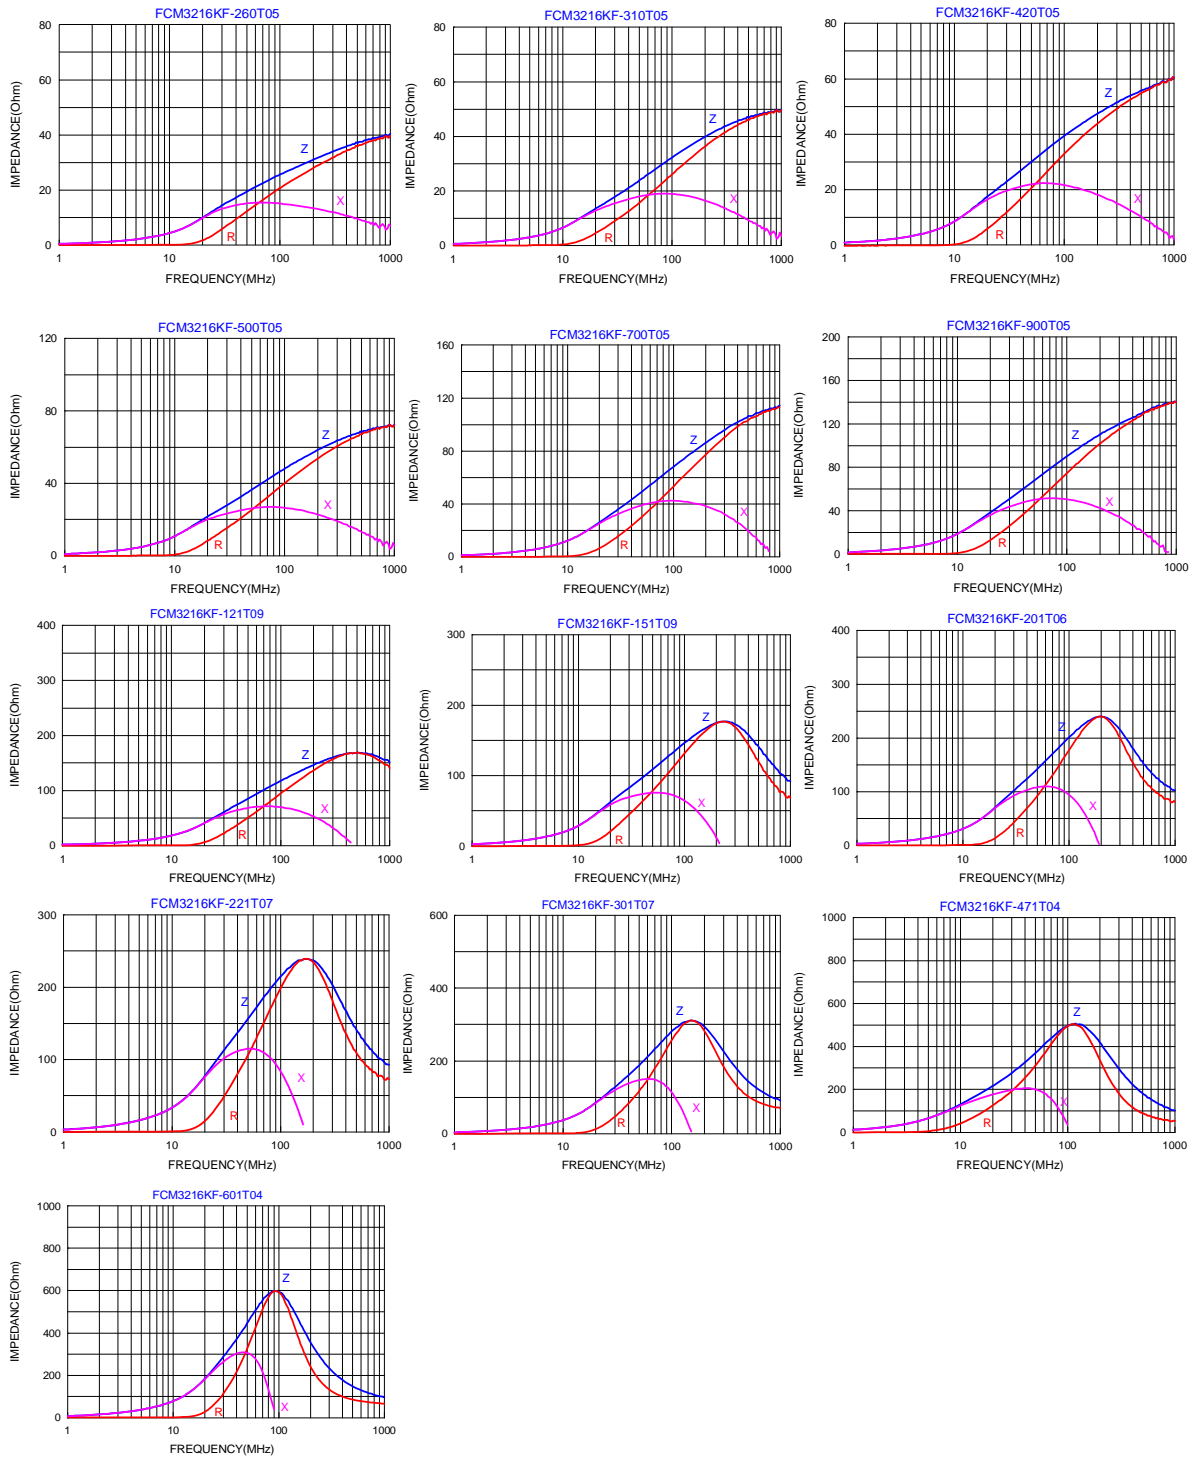 FCM3216KF-260T05
80
60
40
20
0
IMPEDANCE(Ohm)
Z
X
R
1
10
100
1000
FREQUENCY(MHz)
FCM3216KF-310T05
80
60
40
20
0
IMPEDANCE(Ohm)
Z
X
R
1
10
100
1000
FREQUENCY(MHz)
FCM3216KF-420T05
80
60
40
20
0
IMPEDANCE(Ohm)
Z
X
R
1
10
100
1000
FREQUENCY(MHz)
FCM3216KF-500T05
120
80
40
0
IMPEDANCE(Ohm)
Z
X
R
1
10
100
1000
FREQUENCY(MHz)
FCM3216KF-700T05
160
120
80
40
0
IMPEDANCE(Ohm)
Z
X
R
1
10
100
1000
FREQUENCY(MHz)
FCM3216KF-900T05
200
160
120
80
40
0
IMPEDANCE(Ohm)
Z
X
R
1
10
100
1000
FREQUENCY(MHz)
FCM3216KF-121T09
400
300
200
100
0
IMPEDANCE(Ohm)
Z
X
R
1
10
100
1000
FREQUENCY(MHz)
FCM3216KF-151T09
300
200
100
0
IMPEDANCE(Ohm)
Z
X
R
1
10
100
1000
FREQUENCY(MHz)
FCM3216KF-201T06
400
300
200
100
0
IMPEDANCE(Ohm)
Z
X
R
1
10
100
1000
FREQUENCY(MHz)
FCM3216KF-221T07
300
200
100
0
IMPEDANCE(Ohm)
Z
X
R
1
10
100
1000
FREQUENCY(MHz)
FCM3216KF-301T07
600
400
200
0
IMPEDANCE(Ohm)
Z
X
R
1
10
100
1000
FREQUENCY(MHz)
FCM3216KF-471T04
1000
800
600
400
200
0
IMPEDANCE(Ohm)
Z
X
R
1
10
100
1000
FREQUENCY(MHz)
FCM3216KF-601T04
1000
800
600
400
200
0
IMPEDANCE(Ohm)
Z
X
R
1
10
100
1000
FREQUENCY(MHz)